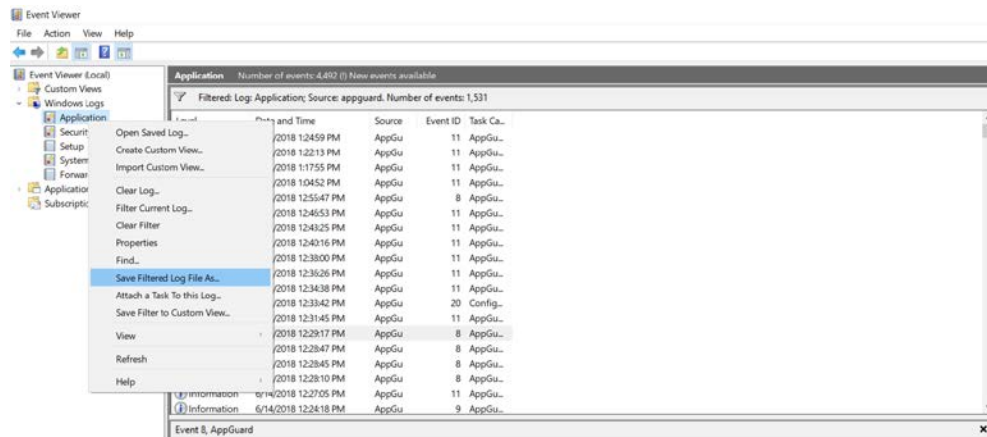 Event Viewer
File Action View Help
Event Viewer (Local)
Custom Views
Windows Logs
Application
Securit
Setup
System
Forwar
Application
Subscriptic
Open Saved Log...
Create Custom View...
Import Custom View...
Clear Log...
Filter Current Log...
Clear Filter
Properties
Find...
Save Filtered Log File As...
Attach a Task To this Log...
Save Filter to Custom View...
View
Refresh
Help
Application Number of events: 4,492 (!) New events available
Filtered: Log: Application; Source: appguard. Number of events: 1,531
Level Date and Time Source Event ID Task Ca...
/2018 1:24:59 PM AppGu 11 AppGu...
/2018 1:22:13 PM AppGu 11 AppGu...
/2018 1:17:55 PM AppGu 11 AppGu...
/2018 1:04:52 PM AppGu 11 AppGu...
/2018 12:55:47 PM AppGu 8 AppGu...
/2018 12:46:53 PM AppGu 11 AppGu...
/2018 12:43:25 PM AppGu 11 AppGu...
/2018 12:40:16 PM AppGu 11 AppGu...
/2018 12:38:00 PM AppGu 11 AppGu...
/2018 12:36:26 PM AppGu 11 AppGu...
/2018 12:34:38 PM AppGu 11 AppGu...
/2018 12:33:42 PM AppGu 20 Config...
/2018 12:31:45 PM AppGu 11 AppGu...
/2018 12:29:17 PM AppGu 8 AppGu...
/2018 12:28:47 PM AppGu 8 AppGu...
/2018 12:28:45 PM AppGu 8 AppGu...
/2018 12:28:10 PM AppGu 8 AppGu...
Information 6/14/2018 12:27:05 PM AppGu 11 AppGu...
Information 6/14/2018 12:24:18 PM AppGu 9 AppGu...
Event 8, AppGuard